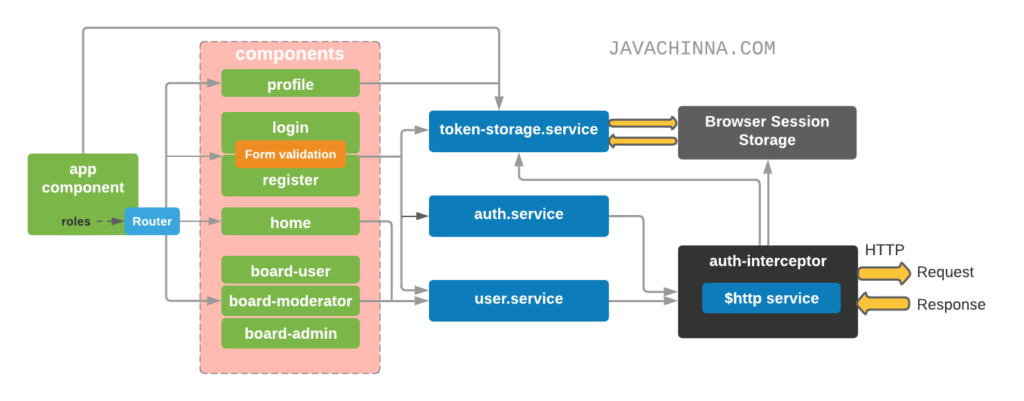 JAVACHINNA.COM
components
profile
login
Form validation
register
home
board-user
board-moderator
board-admin
app
component
roles
Router
token-storage.service
auth.service
user.service
Browser Session
Storage
auth-interceptor
$http service
HTTP
Request
Response